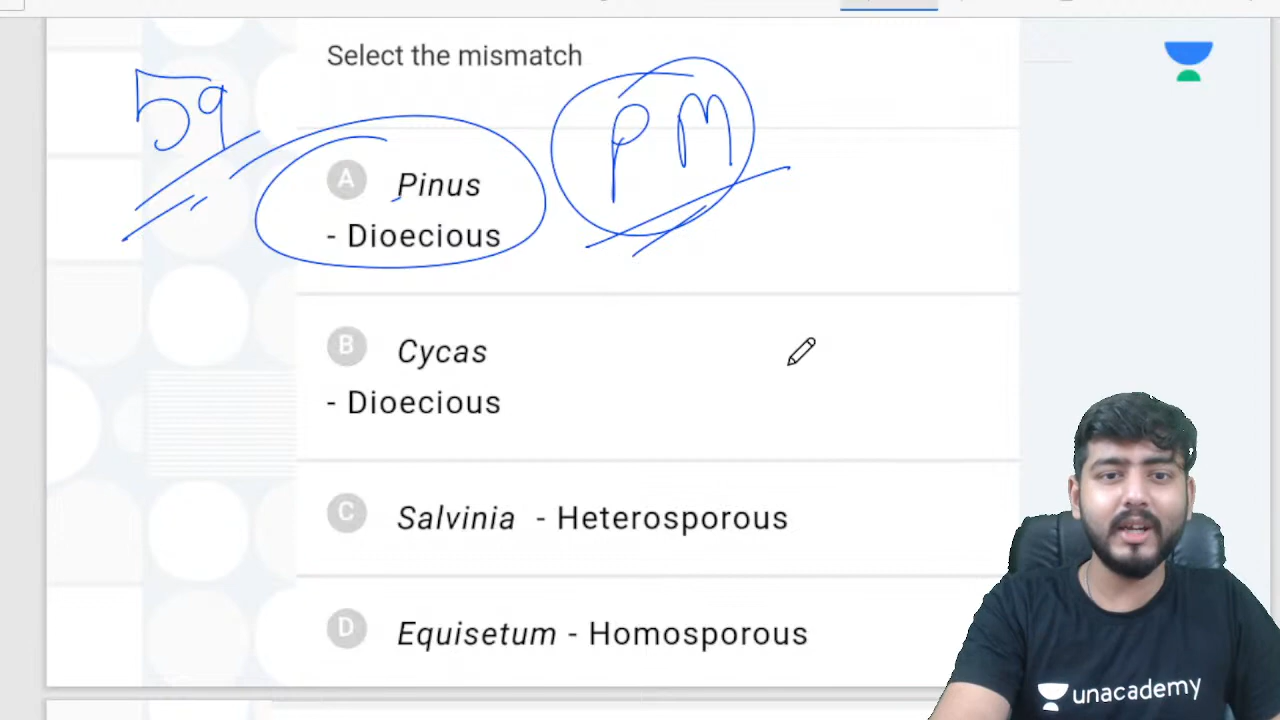 Select the mismatch
59
PM
A Pinus
- Dioecious
B Cycas
- Dioecious
C Salvinia - Heterosporous
D Equisetum - Homosporous
unacademy